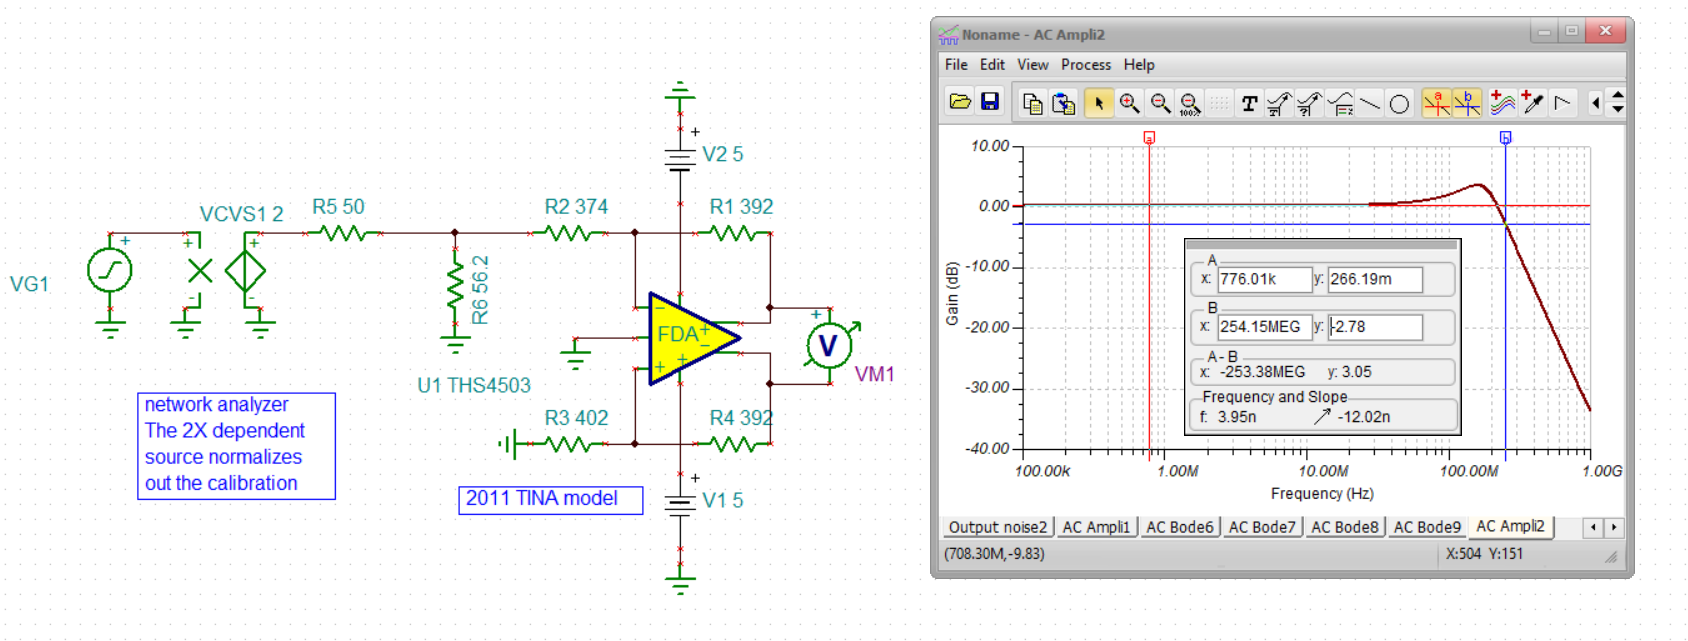 V2 5
VCVS1 2
R5 50
R2 374
R1 392
+
+
+
VG1
-
-
R6 56.2
-
FDA
+
-
+
+
+
V
VM1
U1 THS4503
R3 402
R4 392
network analyzer
The 2X dependent
source normalizes
out the calibration
2011 TINA model
+
V1 5
Noname - AC Ampli2
File Edit View Process Help
T
100%
a
b
a
b
10.00
0.00
-10.00
-20.00
-30.00
-40.00
Gain (dB)
A
x: 776.01k y: 266.19m
B
x: 254.15MEG y: -2.78
A - B
x: -253.38MEG y: 3.05
Frequency and Slope
f: 3.95n -12.02n
100.00k 1.00M 10.00M 100.00M 1.00G
Frequency (Hz)
Output noise2 AC Ampli1 AC Bode6 AC Bode7 AC Bode8 AC Bode9 AC Ampli2
(708.30M,-9.83) X:504 Y:151